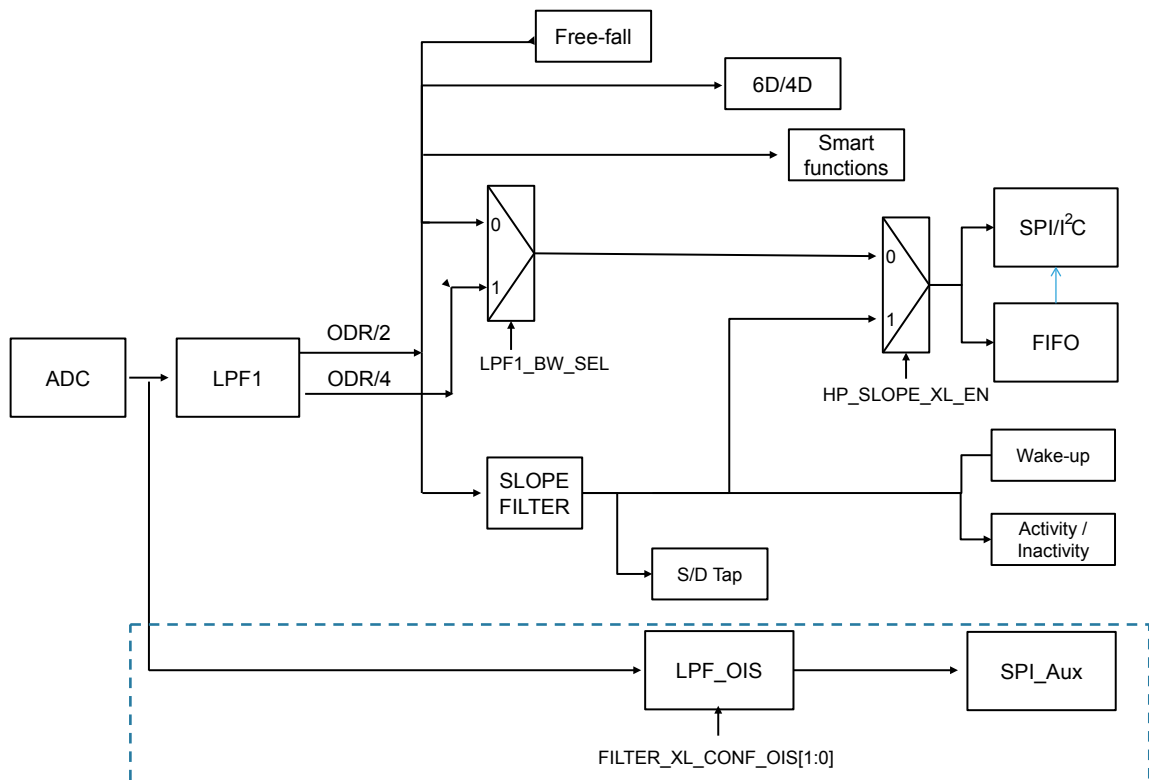 Free-fall
6D/4D
Smart
functions
0
1
LPF1_BW_SEL
0
1
HP_SLOPE_XL_EN
SPI/I²C
FIFO
ODR/2
ODR/4
ADC
LPF1
SLOPE
FILTER
Wake-up
Activity /
Inactivity
S/D Tap
LPF_OIS
SPI_Aux
FILTER_XL_CONF_OIS[1:0]